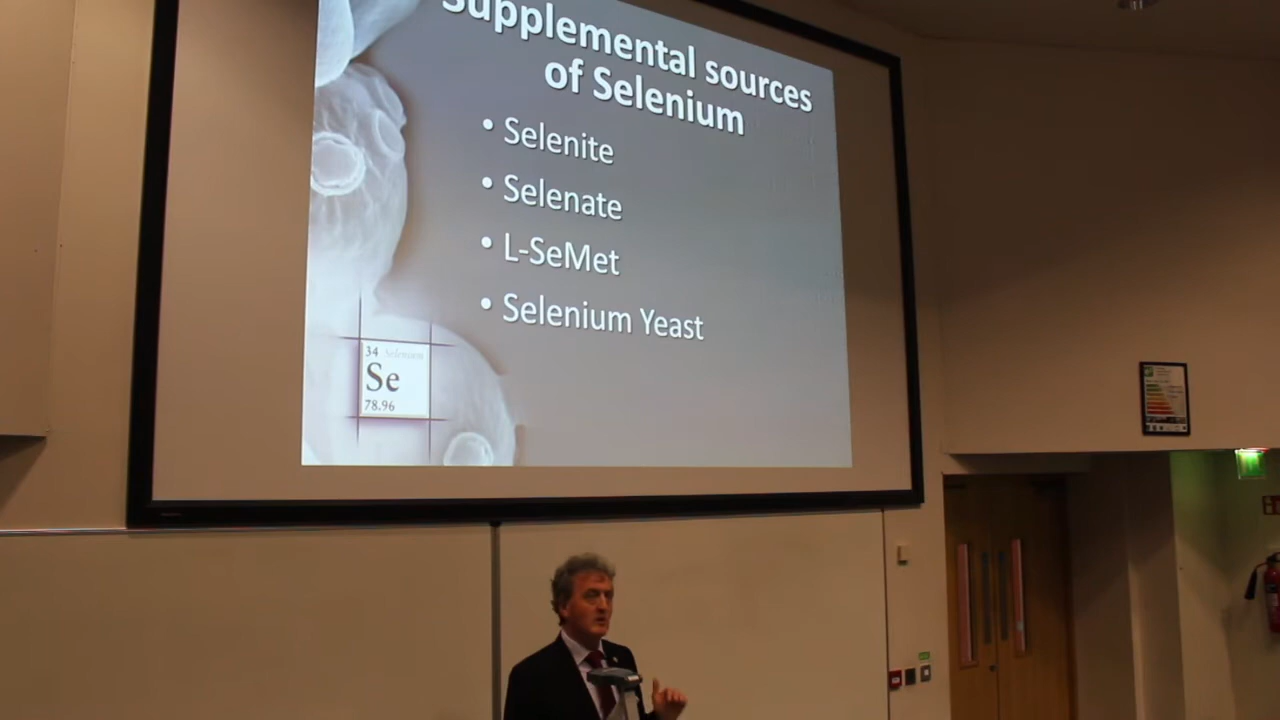 Supplemental sources
of Selenium
• Selenite
• Selenate
• L-SeMet
• Selenium Yeast
34 Selenium
Se
78.96